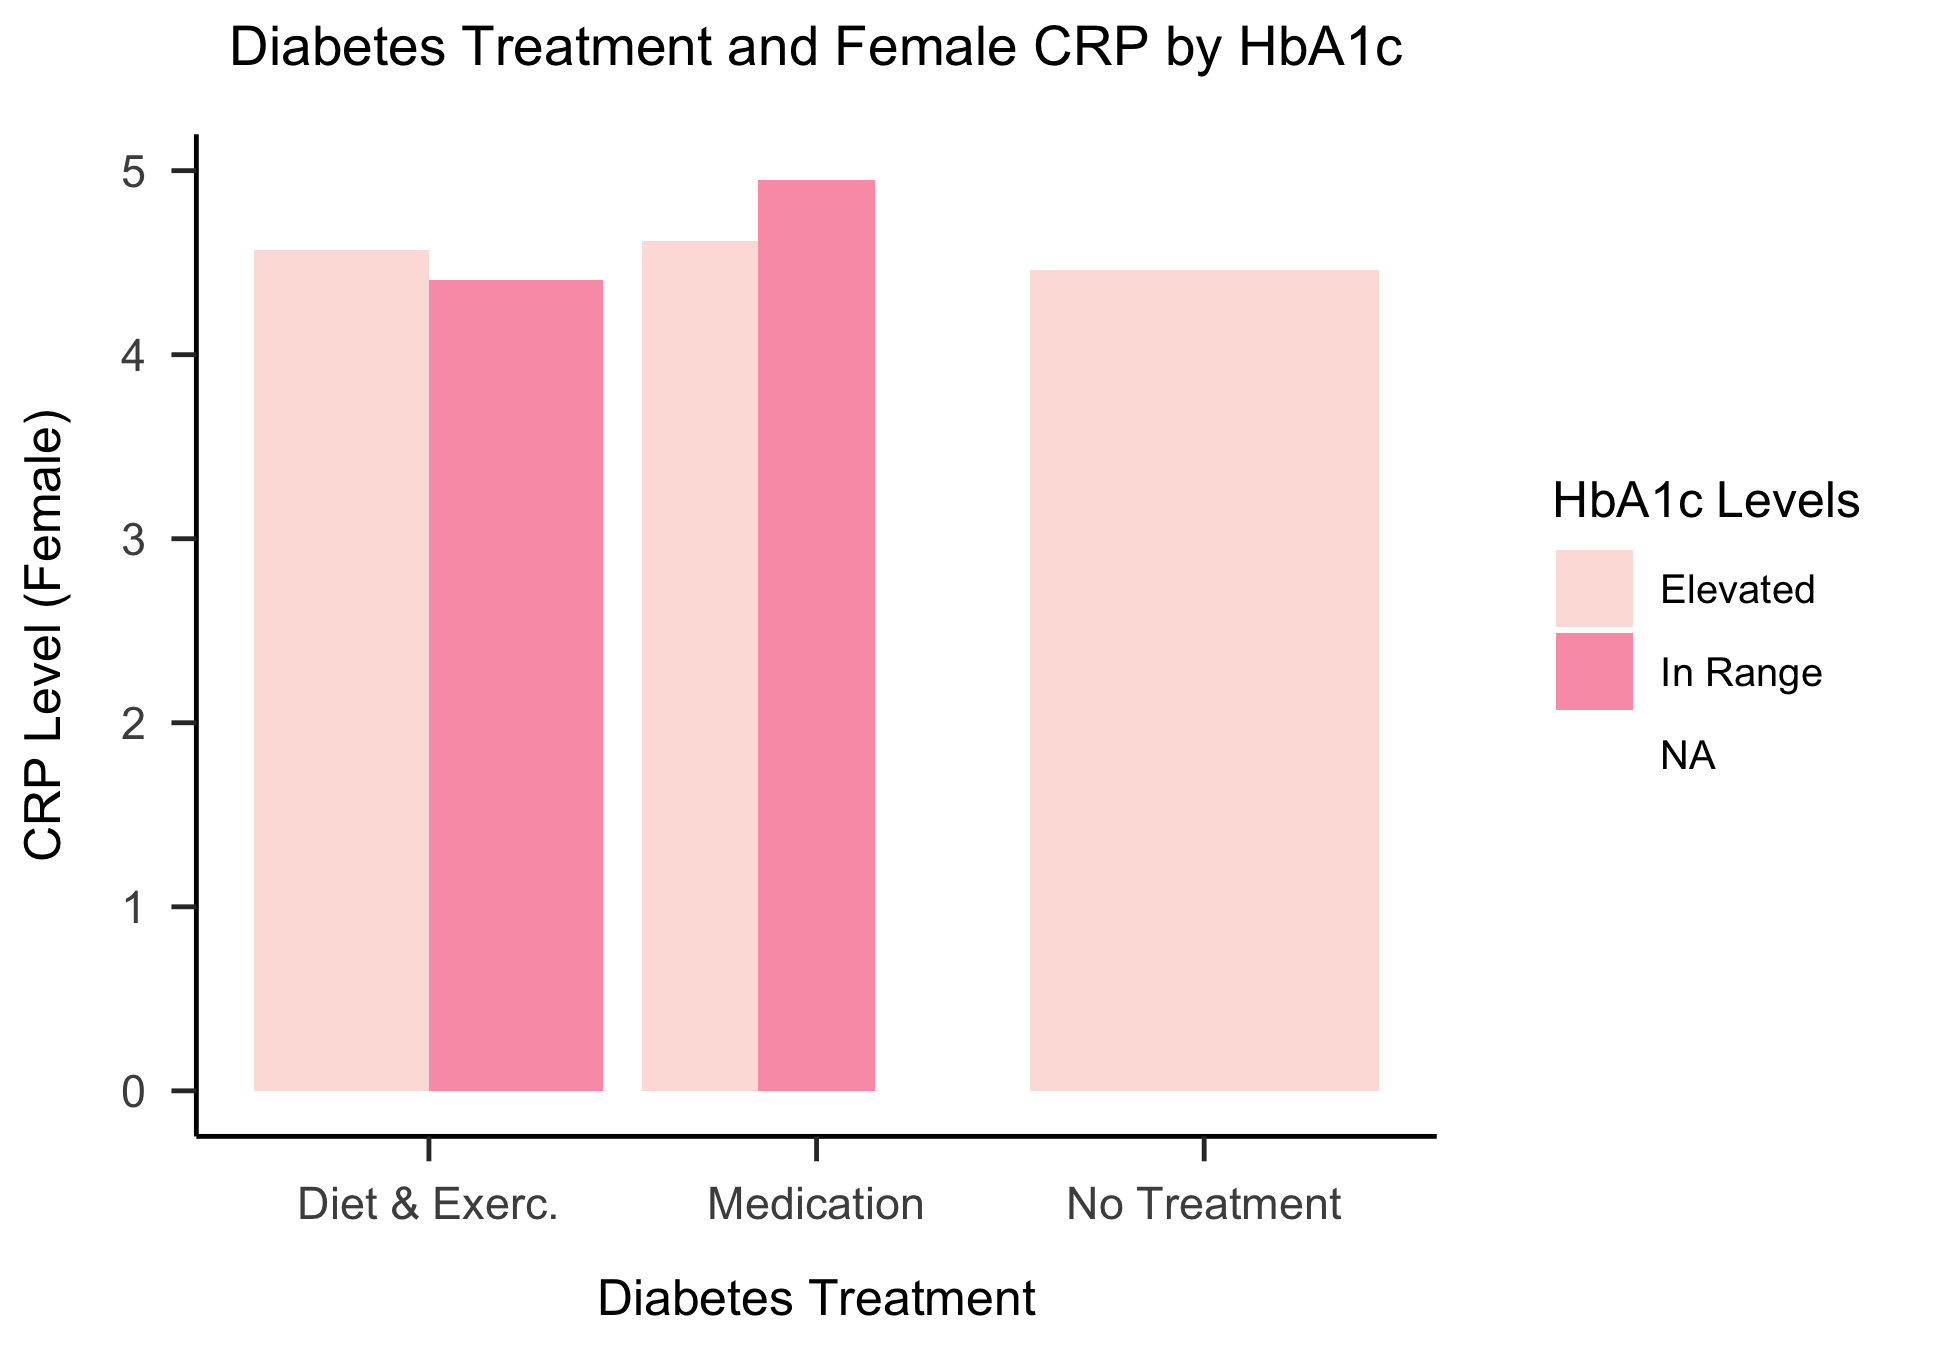 Diabetes Treatment and Female CRP by HbA1c
5
4
3
2
1
0
CRP Level (Female)
Diet & Exerc.
Medication
No Treatment
Diabetes Treatment
HbA1c Levels
Elevated
In Range
NA